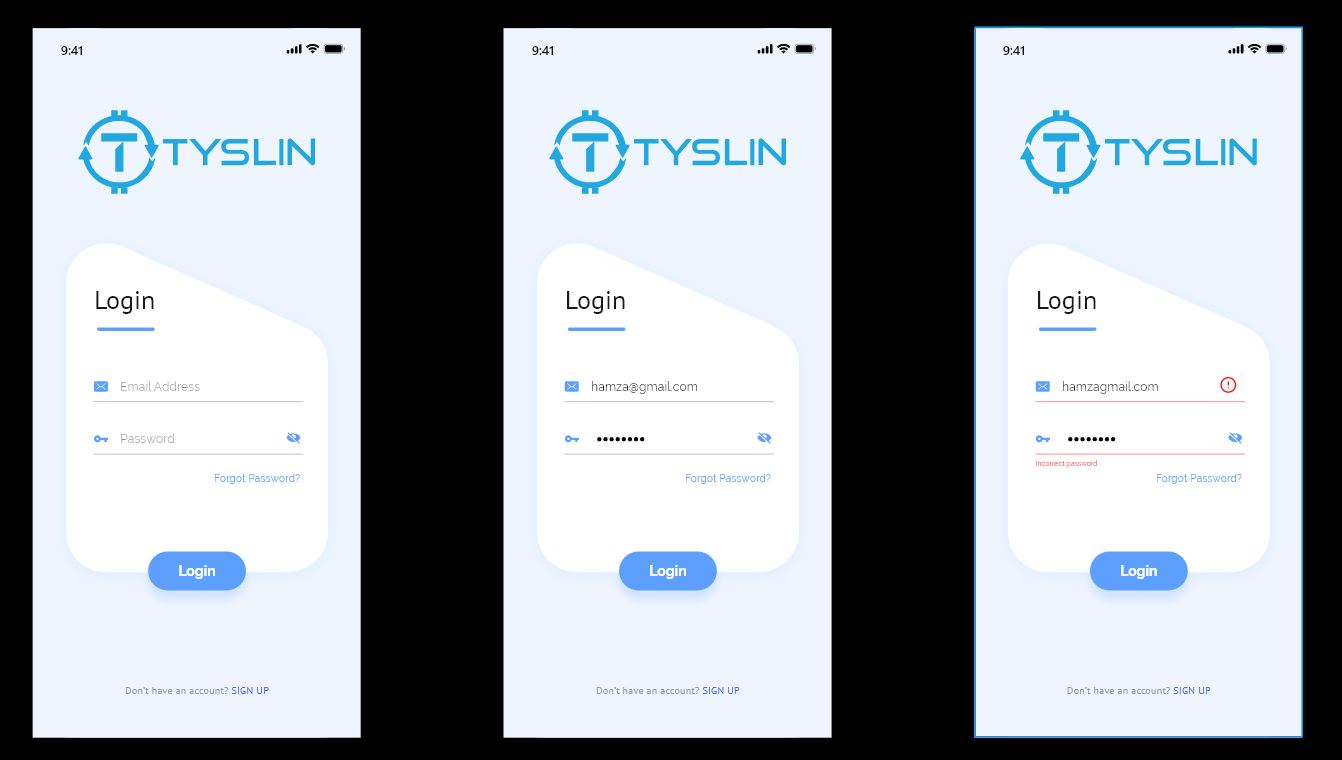 9:41
TYSLIN
Login
Email Address
Password
Forgot Password?
Login
Don't have an account? SIGN UP
9:41
TYSLIN
Login
hamza@gmail.com
••••••••
Forgot Password?
Login
Don't have an account? SIGN UP
9:41
TYSLIN
Login
hamzagmail.com
••••••••
Incorrect password
Forgot Password?
Login
Don't have an account? SIGN UP